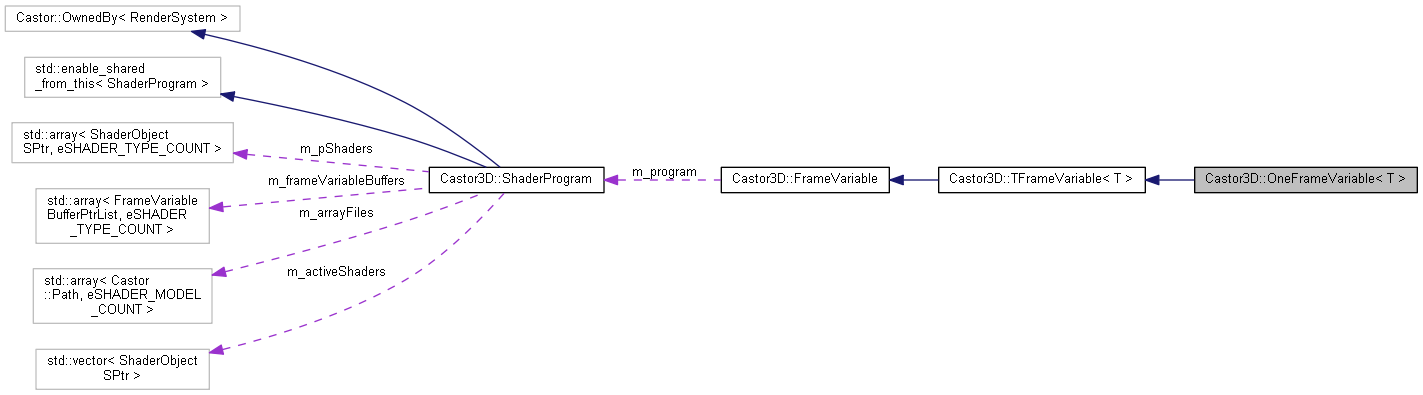 Castor::OwnedBy< RenderSystem >
std::enable_shared
_from_this< ShaderProgram >
std::array< ShaderObject
SPtr, eSHADER_TYPE_COUNT >
std::array< FrameVariable
BufferPtrList, eSHADER
_TYPE_COUNT >
std::array< Castor
::Path, eSHADER_MODEL
_COUNT >
std::vector< ShaderObject
SPtr >
m_pShaders
m_frameVariableBuffers
m_arrayFiles
m_activeShaders
Castor3D::ShaderProgram
m_program
Castor3D::FrameVariable
Castor3D::TFrameVariable< T >
Castor3D::OneFrameVariable< T >